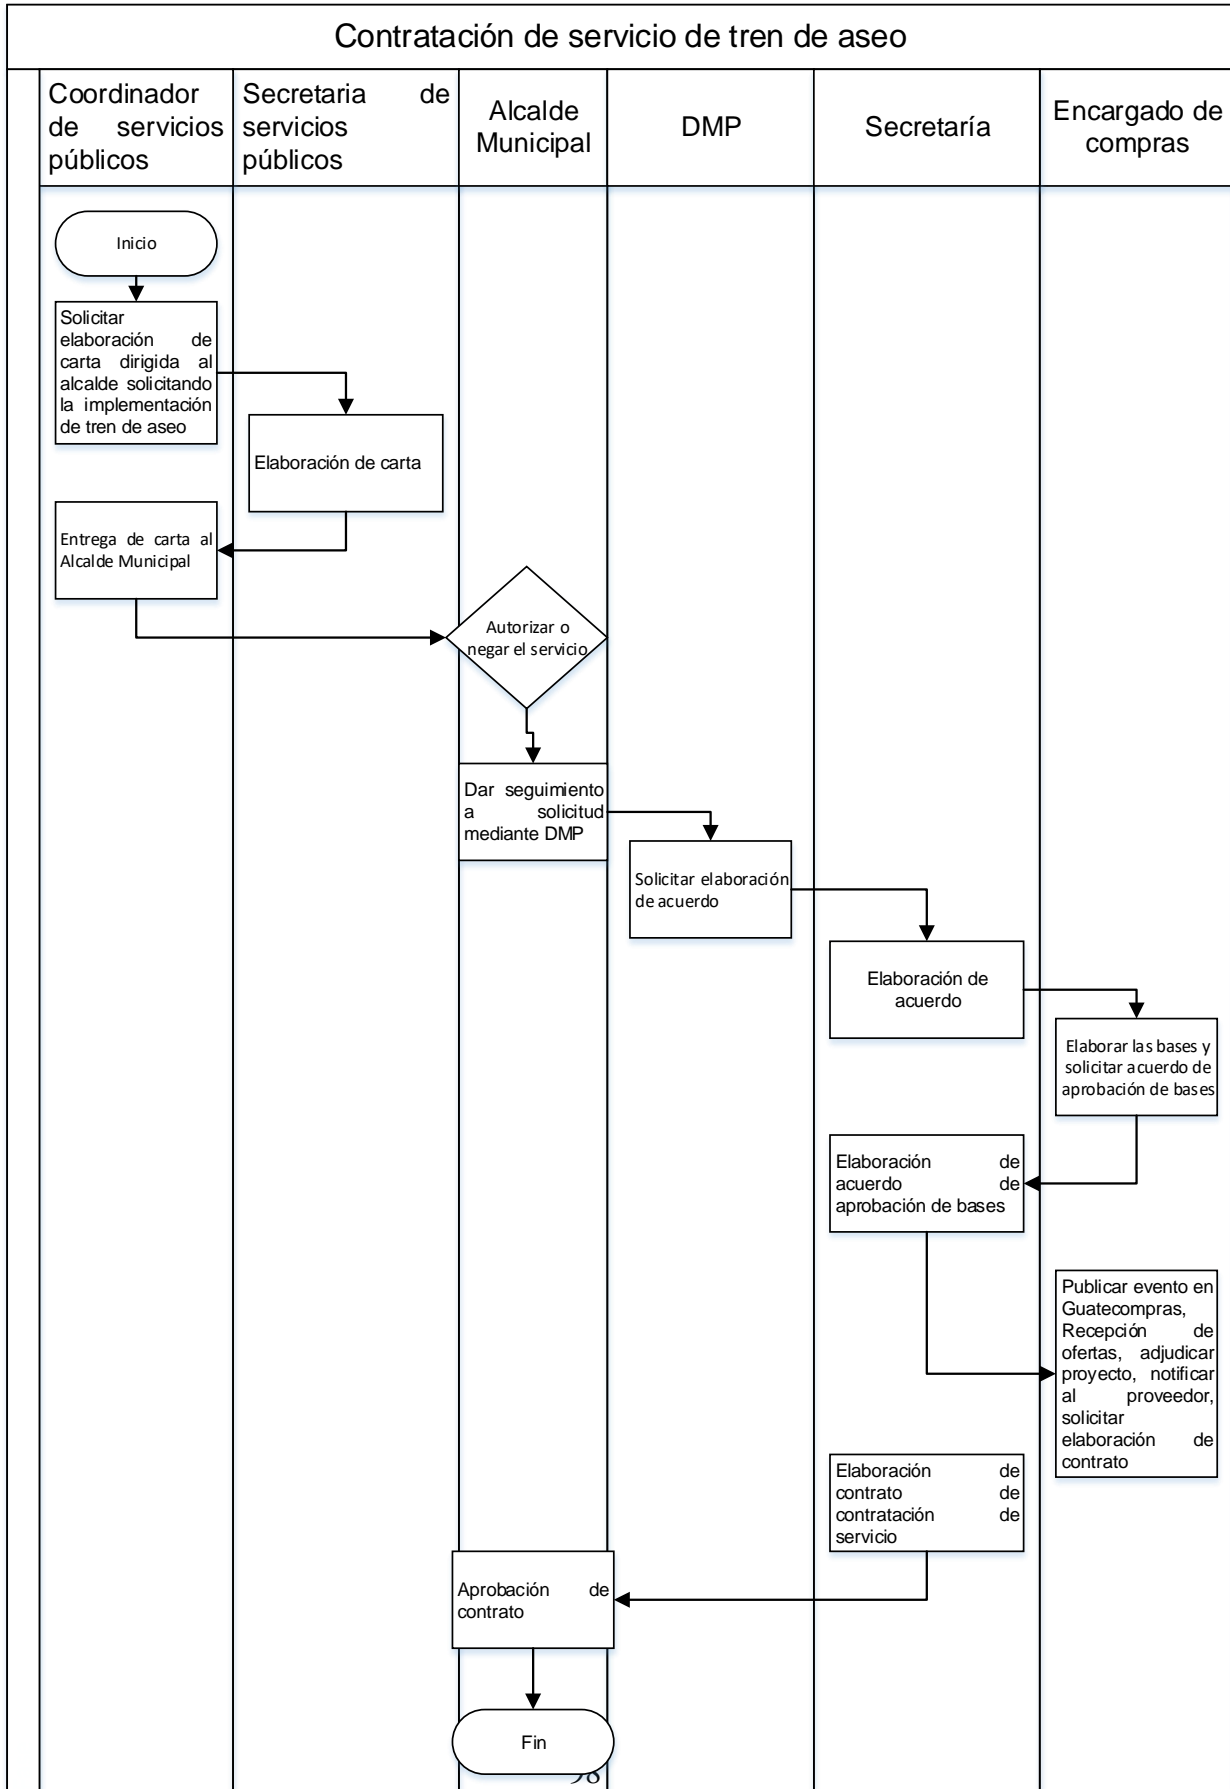 Contratación de servicio de tren de aseo
Coordinador
de servicios
públicos
Secretaria de
servicios
públicos
Alcalde
Municipal
DMP
Secretaría
Encargado de
compras
Inicio
Solicitar
elaboración de
carta dirigida al
alcalde solicitando
la implementación
de tren de aseo
Elaboración de carta
Entrega de carta al
Alcalde Municipal
Autorizar o
negar el servicio
Dar seguimiento
a solicitud
mediante DMP
Solicitar elaboración
de acuerdo
Elaboración de
acuerdo
Elaborar las bases y
solicitar acuerdo de
aprobación de bases
Elaboración de
acuerdo de
aprobación de bases
Publicar evento en
Guatecompras,
Recepción de
ofertas, adjudicar
proyecto, notificar
al proveedor,
solicitar
elaboración de
contrato
Elaboración de
contrato de
contratación de
servicio
Aprobación de
contrato
Fin